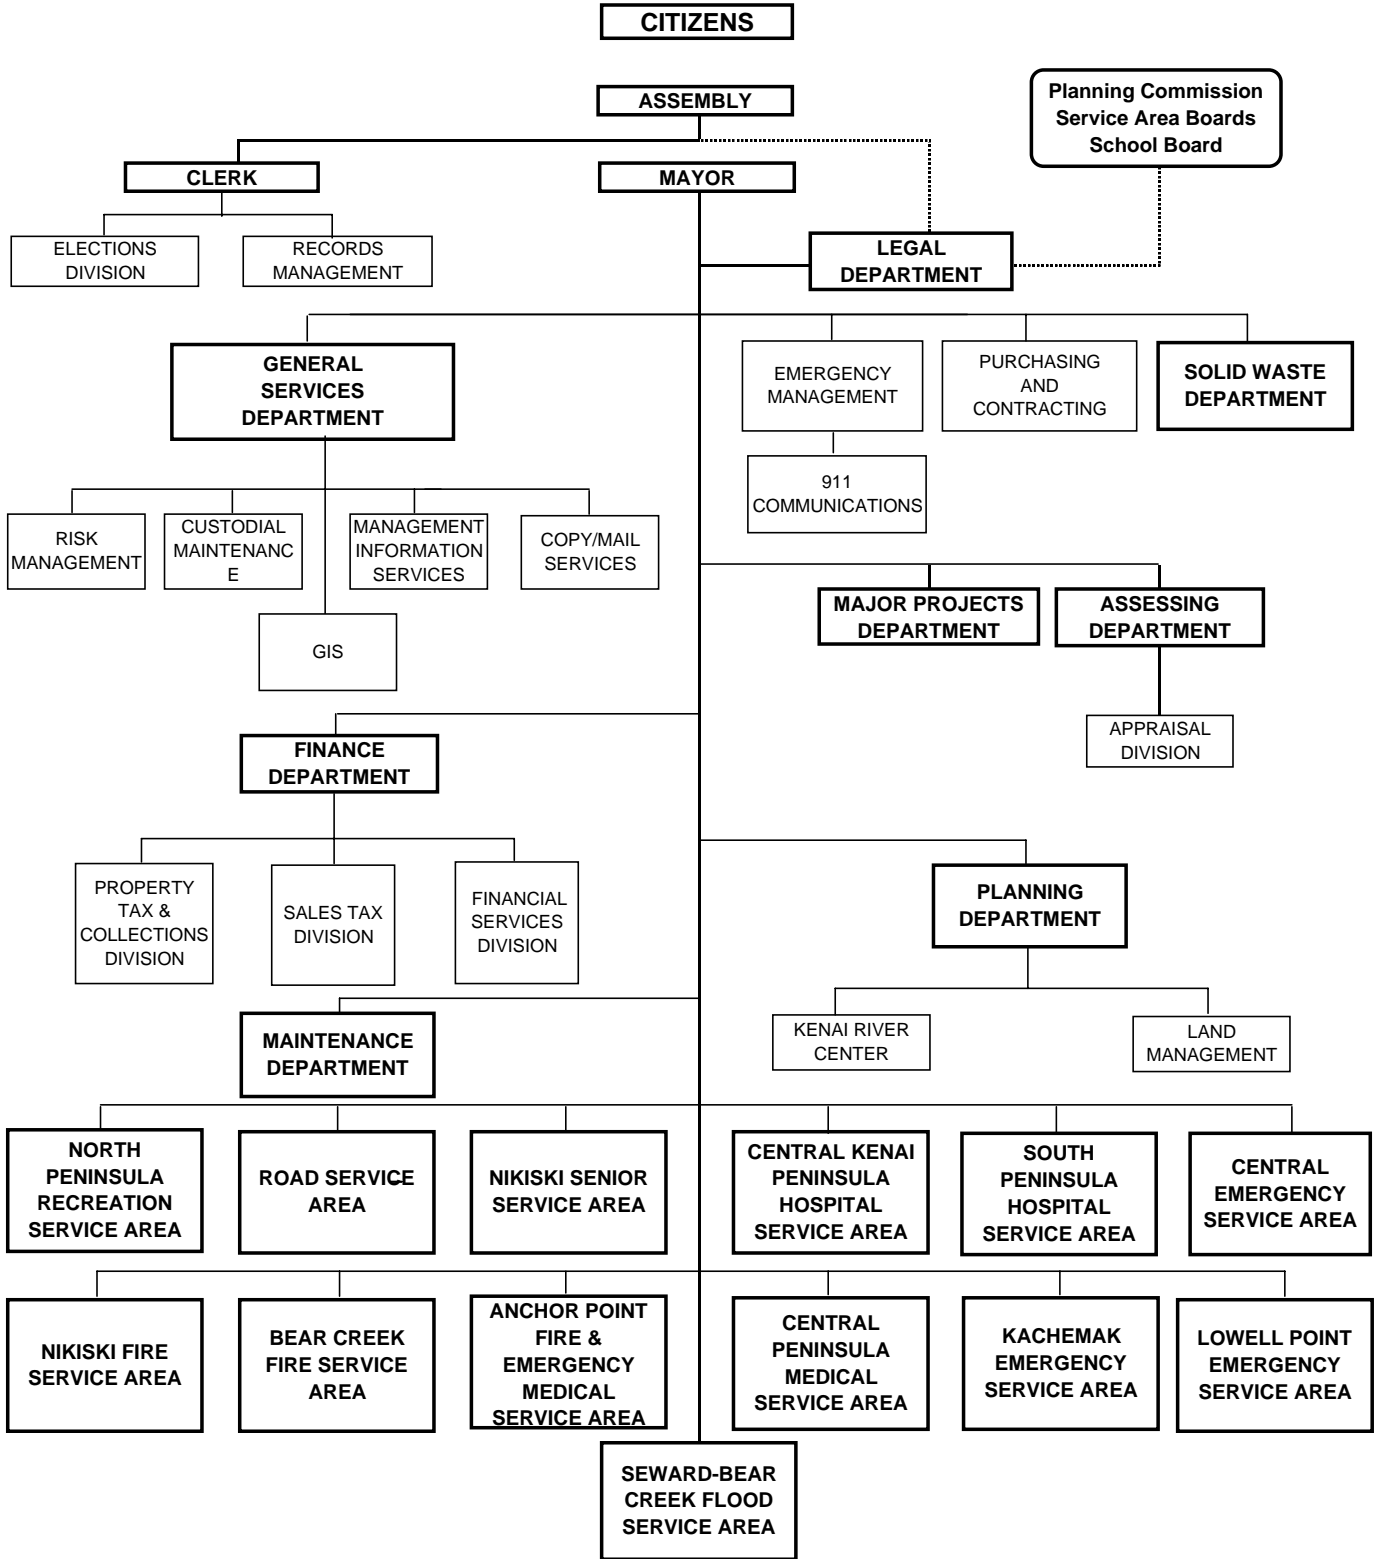 CITIZENS
ASSEMBLY
Planning Commission
Service Area Boards
School Board
CLERK
MAYOR
ELECTIONS
DIVISION
RECORDS
MANAGEMENT
LEGAL
DEPARTMENT
GENERAL
SERVICES
DEPARTMENT
EMERGENCY
MANAGEMENT
PURCHASING
AND
CONTRACTING
SOLID WASTE
DEPARTMENT
911
COMMUNICATIONS
RISK
MANAGEMENT
CUSTODIAL
MAINTENANC
E
MANAGEMENT
INFORMATION
SERVICES
COPY/MAIL
SERVICES
GIS
MAJOR PROJECTS
DEPARTMENT
ASSESSING
DEPARTMENT
APPRAISAL
DIVISION
FINANCE
DEPARTMENT
PROPERTY
TAX &
COLLECTIONS
DIVISION
SALES TAX
DIVISION
FINANCIAL
SERVICES
DIVISION
PLANNING
DEPARTMENT
KENAI RIVER
CENTER
LAND
MANAGEMENT
MAINTENANCE
DEPARTMENT
NORTH
PENINSULA
RECREATION
SERVICE AREA
ROAD SERVICE
AREA
NIKISKI SENIOR
SERVICE AREA
CENTRAL KENAI
PENINSULA
HOSPITAL
SERVICE AREA
SOUTH
PENINSULA
HOSPITAL
SERVICE AREA
CENTRAL
EMERGENCY
SERVICE AREA
NIKISKI FIRE
SERVICE AREA
BEAR CREEK
FIRE SERVICE
AREA
ANCHOR POINT
FIRE &
EMERGENCY
MEDICAL
SERVICE AREA
CENTRAL
PENINSULA
MEDICAL
SERVICE AREA
KACHEMAK
EMERGENCY
SERVICE AREA
LOWELL POINT
EMERGENCY
SERVICE AREA
SEWARD-BEAR
CREEK FLOOD
SERVICE AREA